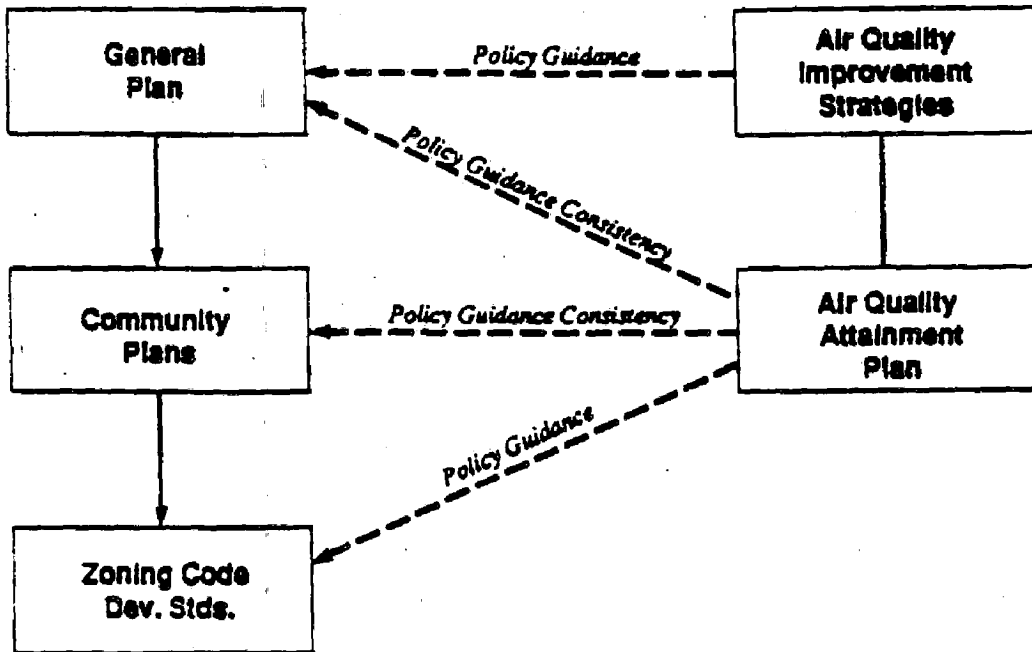 General
Plan
Policy Guidance
Air Quality
Improvement
Strategies
Policy Guidance Consistency
Community
Plans
Policy Guidance Consistency
Air Quality
Attainment
Plan
Policy Guidance
Zoning Code
Dev. Stds.